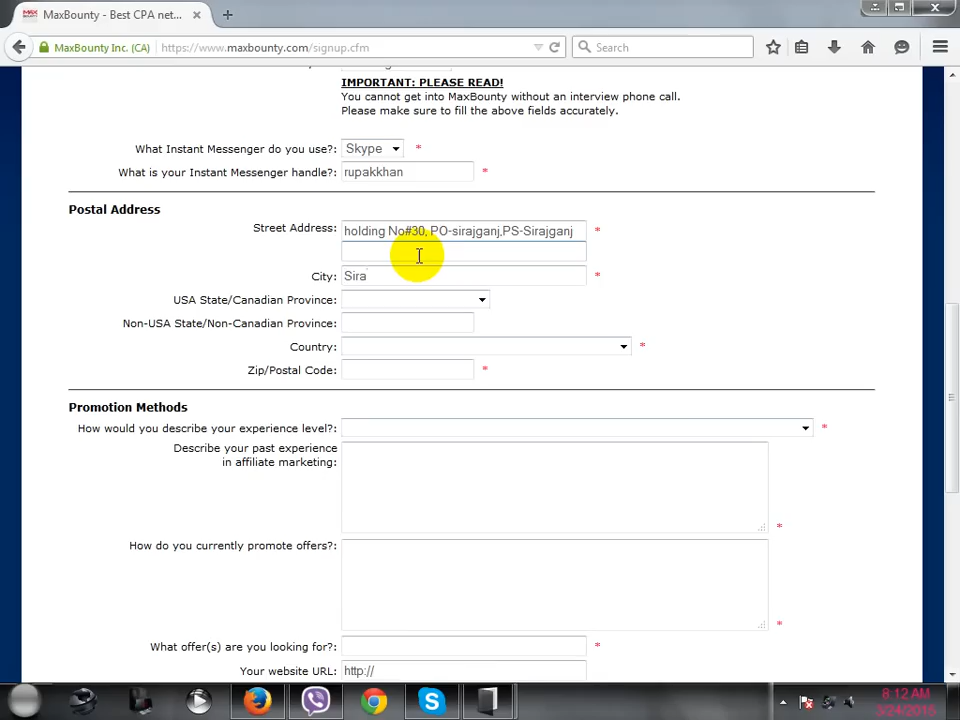 MaxBounty - Best CPA net...
MaxBounty Inc. (CA)
https://www.maxbounty.com/signup.cfm
Search
IMPORTANT: PLEASE READ!
You cannot get into MaxBounty without an interview phone call.
Please make sure to fill the above fields accurately.
What Instant Messenger do you use?: Skype *
What is your Instant Messenger handle?: rupakkhan *
Postal Address
Street Address: holding No#30, PO-sirajganj,PS-Sirajganj *
City: Sira *
USA State/Canadian Province:
Non-USA State/Non-Canadian Province:
Country: *
Zip/Postal Code: *
Promotion Methods
How would you describe your experience level?: *
Describe your past experience
in affiliate marketing:
*
How do you currently promote offers?:
*
What offer(s) are you looking for?: *
Your website URL: http://
8:12 AM
3/24/2016